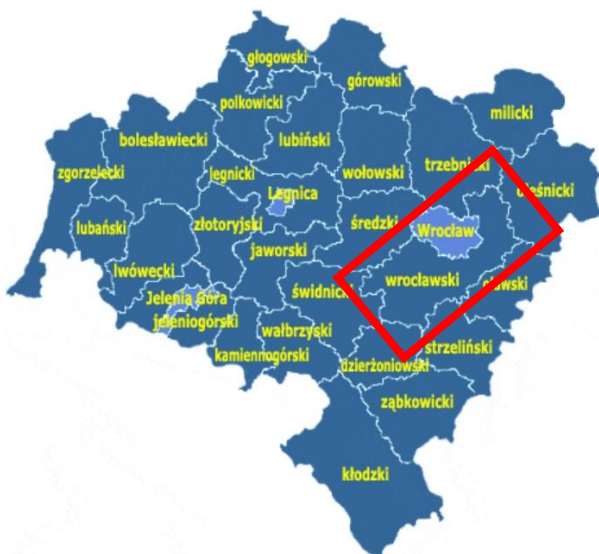 głogowski
górowski
polkowicki
milicki
bolesławiecki
lubiński
trzebnicki
wołowski
zgorzelecki
legnicki
oleśnicki
Legnica
lubański
złotoryjski
średzki
Wrocław
jaworski
lwówecki
wrocławski
oławski
świdnicki
Jelenia Góra
jeleniogórski
wałbrzyski
strzeliński
kamiennogórski
dzierżoniowski
ząbkowicki
kłodzki